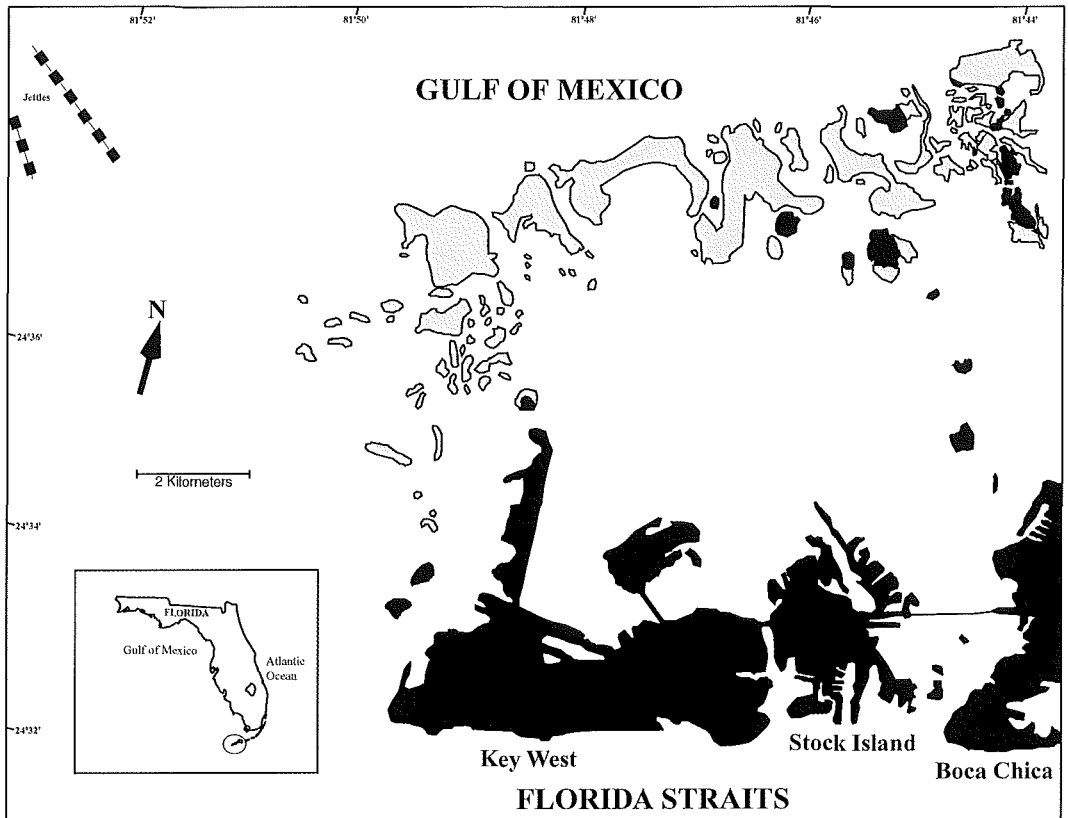 81°52'
81°50'
81°48'
81°46'
81°44'
GULF OF MEXICO
Jetties
N
24°36'
2 Kilometers
24°34'
FLORIDA
Gulf of Mexico
Atlantic
Ocean
24°32'
Key West
Stock Island
Boca Chica
FLORIDA STRAITS